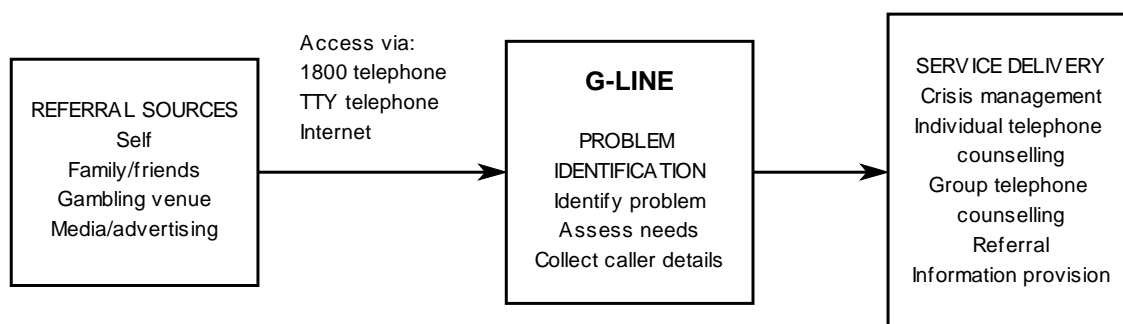 REFERRAL SOURCES
Self
Family/friends
Gambling venue
Media/advertising
Access via:
1800 telephone
TTY telephone
Internet
G-LINE
PROBLEM
IDENTIFICATION
Identify problem
Assess needs
Collect caller details
SERVICE DELIVERY
Crisis management
Individual telephone
counselling
Group telephone
counselling
Referral
Information provision